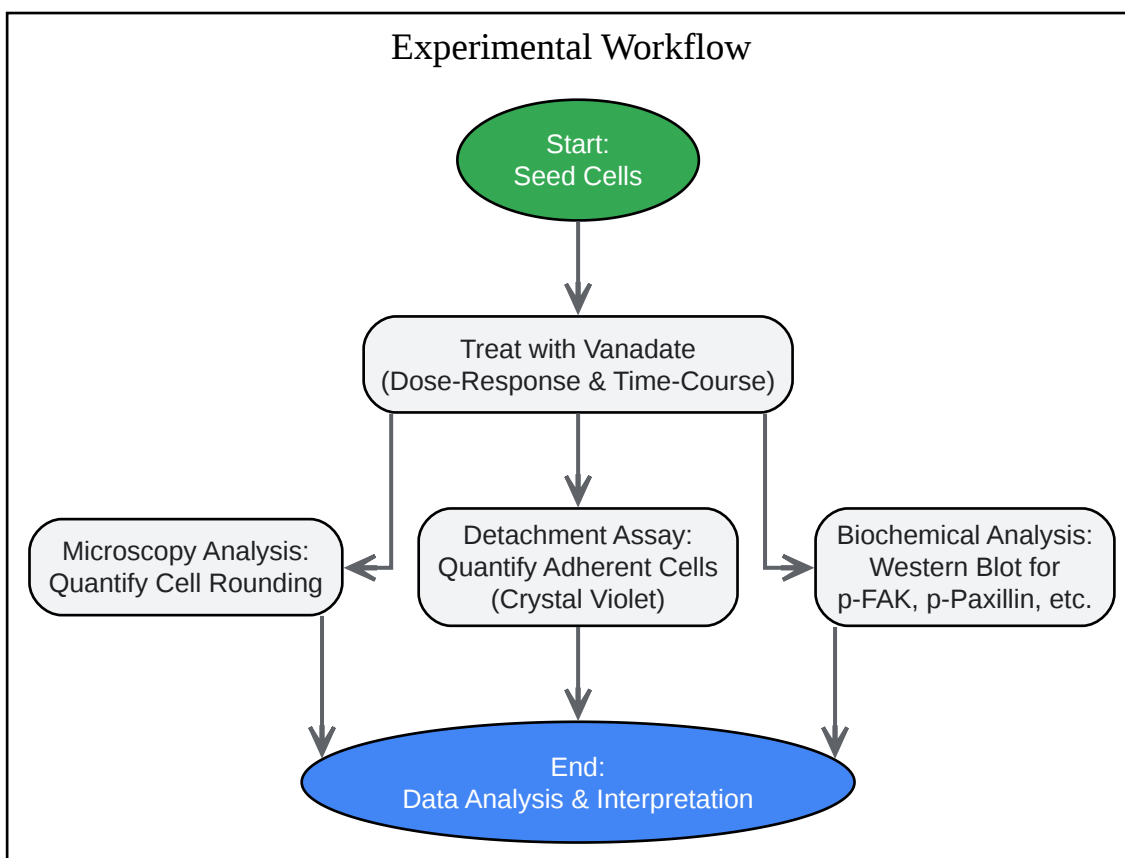 Experimental Workflow
Start:
Seed Cells
Treat with Vanadate
(Dose-Response & Time-Course)
Microscopy Analysis:
Quantify Cell Rounding
Detachment Assay:
Quantify Adherent Cells
(Crystal Violet)
Biochemical Analysis:
Western Blot for
p-FAK, p-Paxillin, etc.
End:
Data Analysis & Interpretation